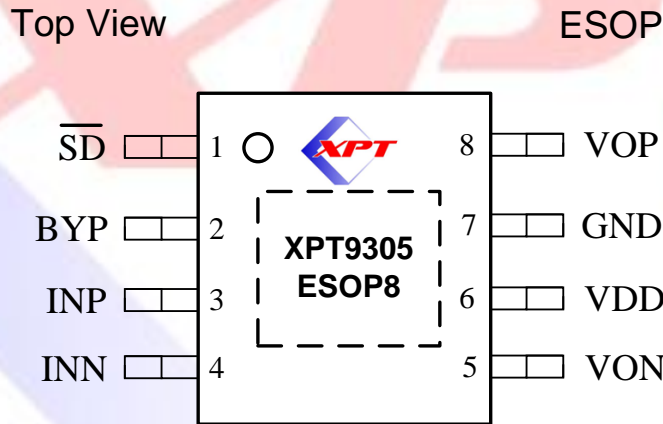 Top View ESOP
SD 1 XPT 8 VOP
BYP 2 7 GND
XPT9305
ESOP8
INP 3 6 VDD
INN 4 5 VON